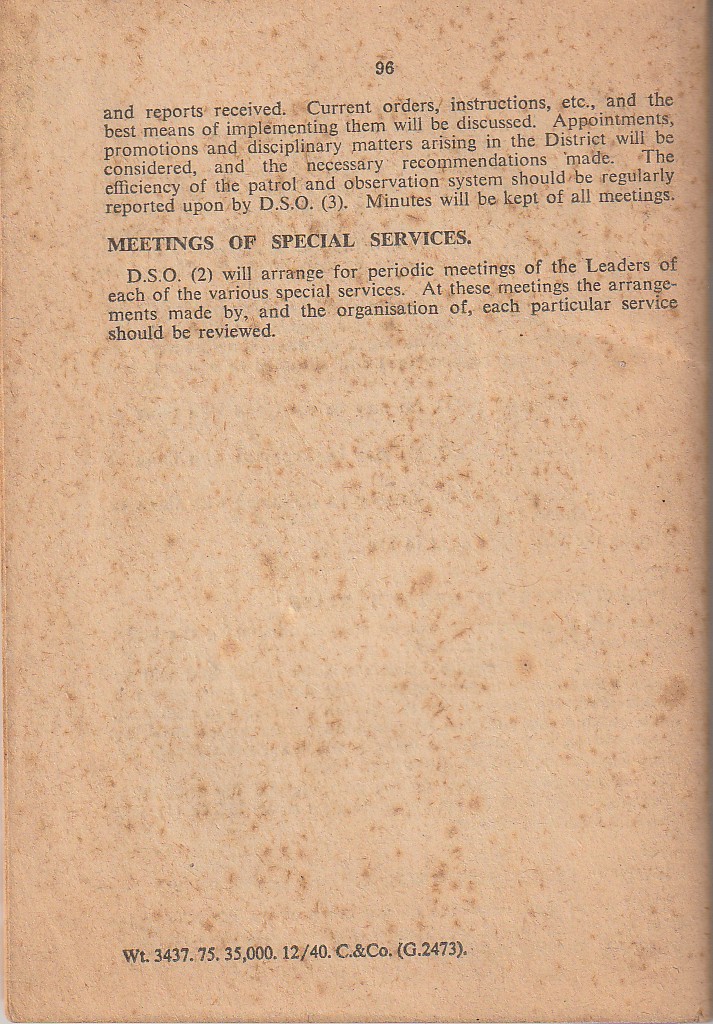 96
and reports received. Current orders, instructions, etc., and the
best means of implementing them will be discussed. Appointments,
promotions and disciplinary matters arising in the District will be
considered, and the necessary recommendations made. The
efficiency of the patrol and observation system should be regularly
reported upon by D.S.O. (3). Minutes will be kept of all meetings.
MEETINGS OF SPECIAL SERVICES.
D.S.O. (2) will arrange for periodic meetings of the Leaders of
each of the various special services. At these meetings the arrange-
ments made by, and the organisation of, each particular service
should be reviewed.
Wt. 3437. 75. 35,000. 12/40. C.&Co. (G.2473).